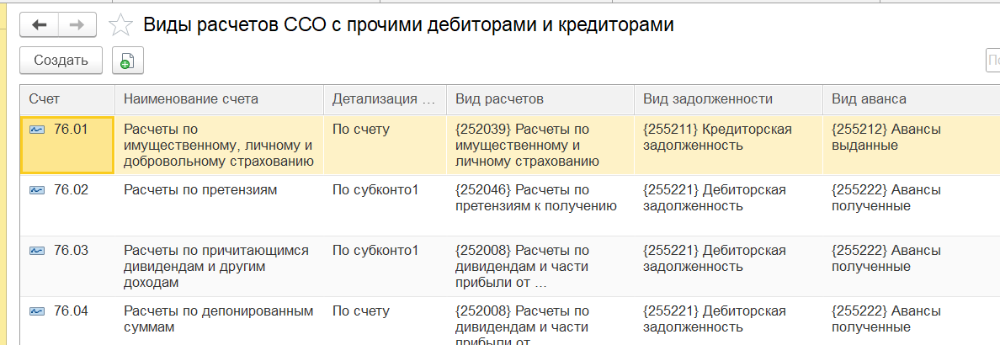 Виды расчетов ССО с прочими дебиторами и кредиторами
Создать
По
Счет
Наименование счета
Детализация ...
Вид расчетов
Вид задолженности
Вид аванса
76.01
Расчеты по
имущественному, личному и
добровольному страхованию
По счету
{252039} Расчеты по
имущественному и
личному страхованию
{255211} Кредиторская
задолженность
{255212} Авансы
выданные
76.02
Расчеты по претензиям
По субконто1
{252046} Расчеты по
претензиям к получению
{255221} Дебиторская
задолженность
{255222} Авансы
полученные
76.03
Расчеты по причитающимся
дивидендам и другим
доходам
По субконто1
{252008} Расчеты по
дивидендам и части
прибыли от ...
{255221} Дебиторская
задолженность
{255222} Авансы
полученные
76.04
Расчеты по депонированным
суммам
По счету
{252008} Расчеты по
дивидендам и части
прибыли от
{255221} Дебиторская
задолженность
{255222} Авансы
полученные